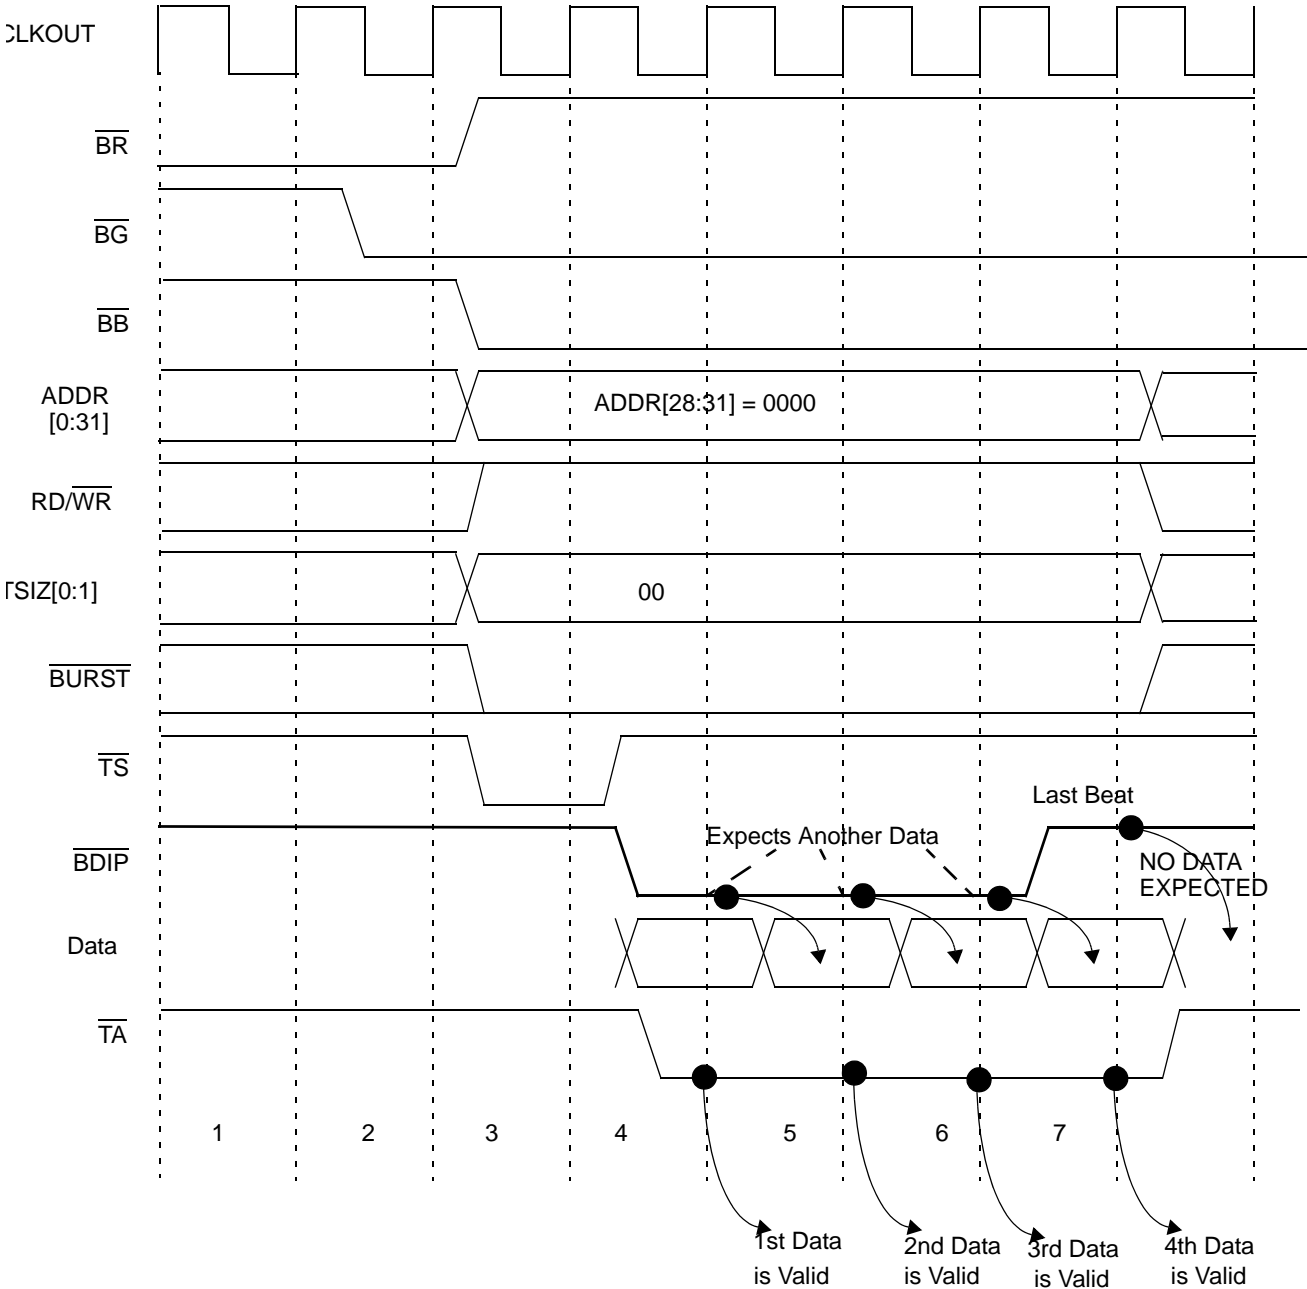 CLKOUT
BR
BG
BB
ADDR
[0:31]
ADDR[28:31] = 0000
RD/WR
TSIZ[0:1]
00
BURST
TS
Last Beat
Expects Another Data
BDIP
NO DATA
EXPECTED
Data
TA
1 2 3 4 5 6 7
1st Data
is Valid
2nd Data
is Valid
3rd Data
is Valid
4th Data
is Valid